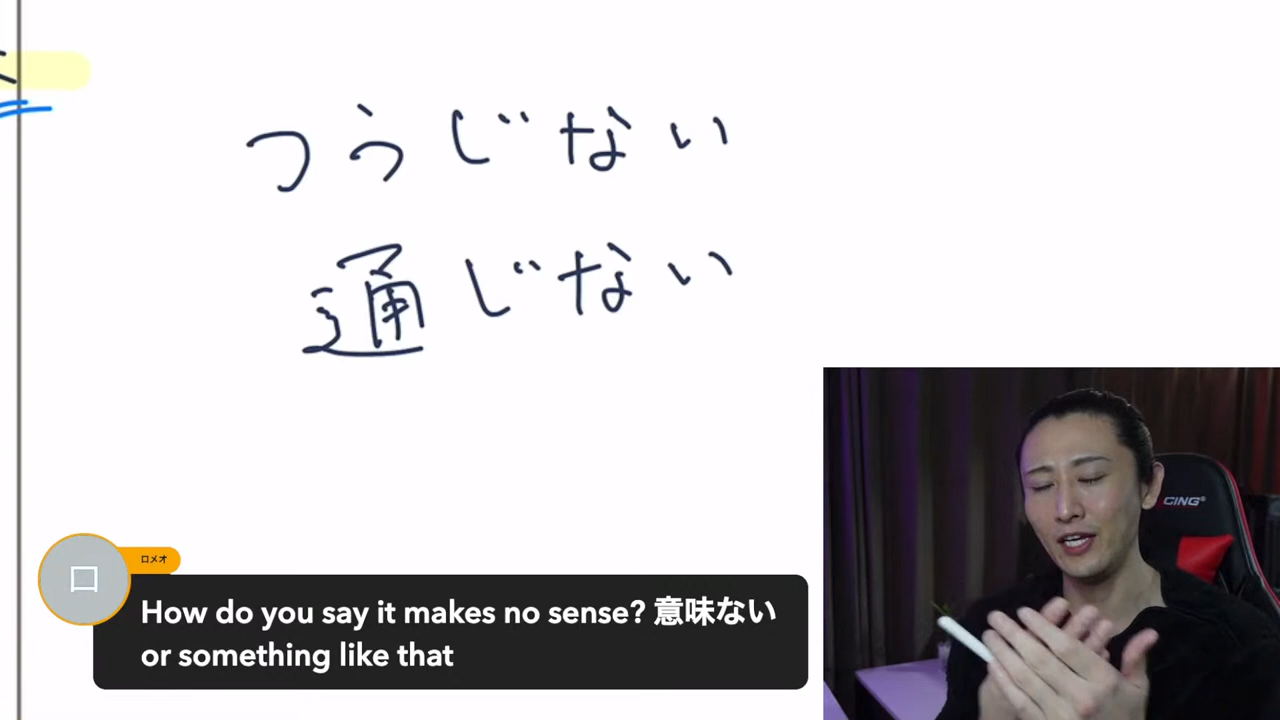 つうじない
通じない
CING®
ロメオ
ロ
How do you say it makes no sense? 意味ない
or something like that